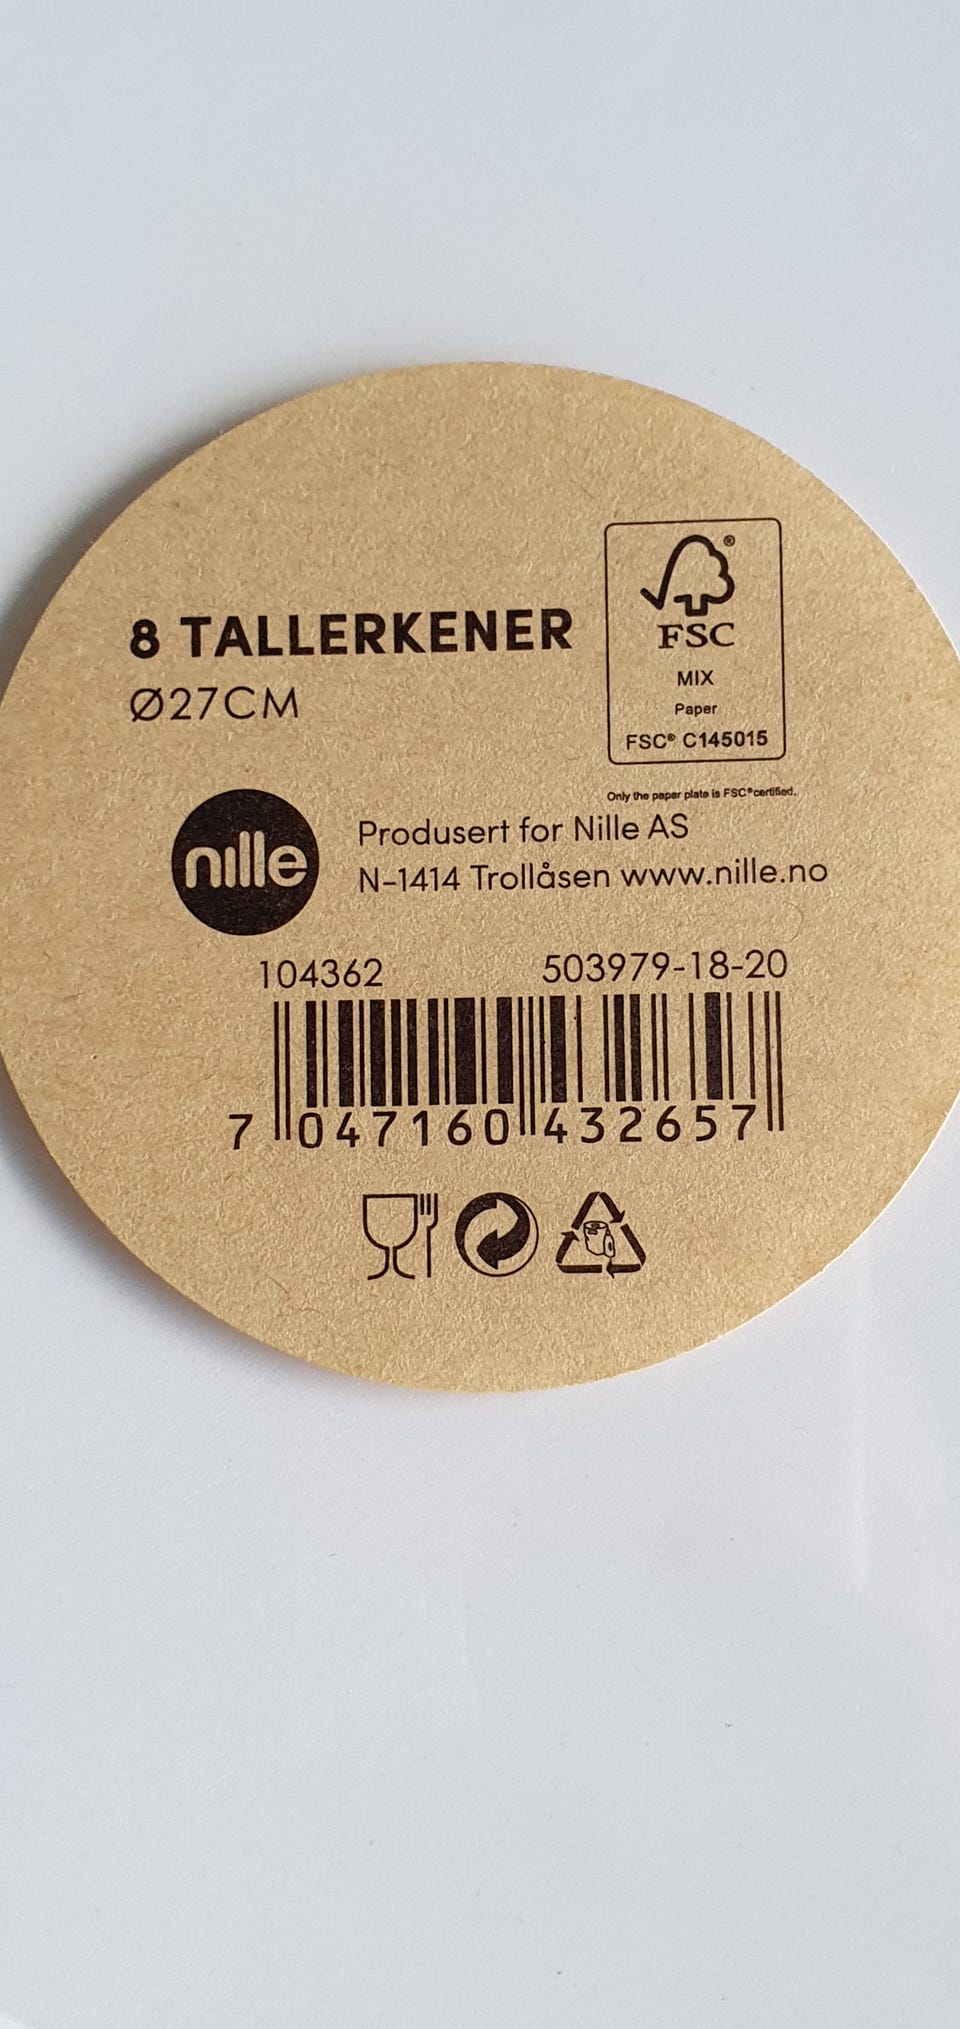 8 TALLERKENER
Ø27CM
®
FSC
MIX
Paper
FSC® C145015
Only the paper plate is FSC® certified.
nille
Produsert for Nille AS
N-1414 Trollåsen www.nille.no
104362 503979-18-20
7 047160 432657